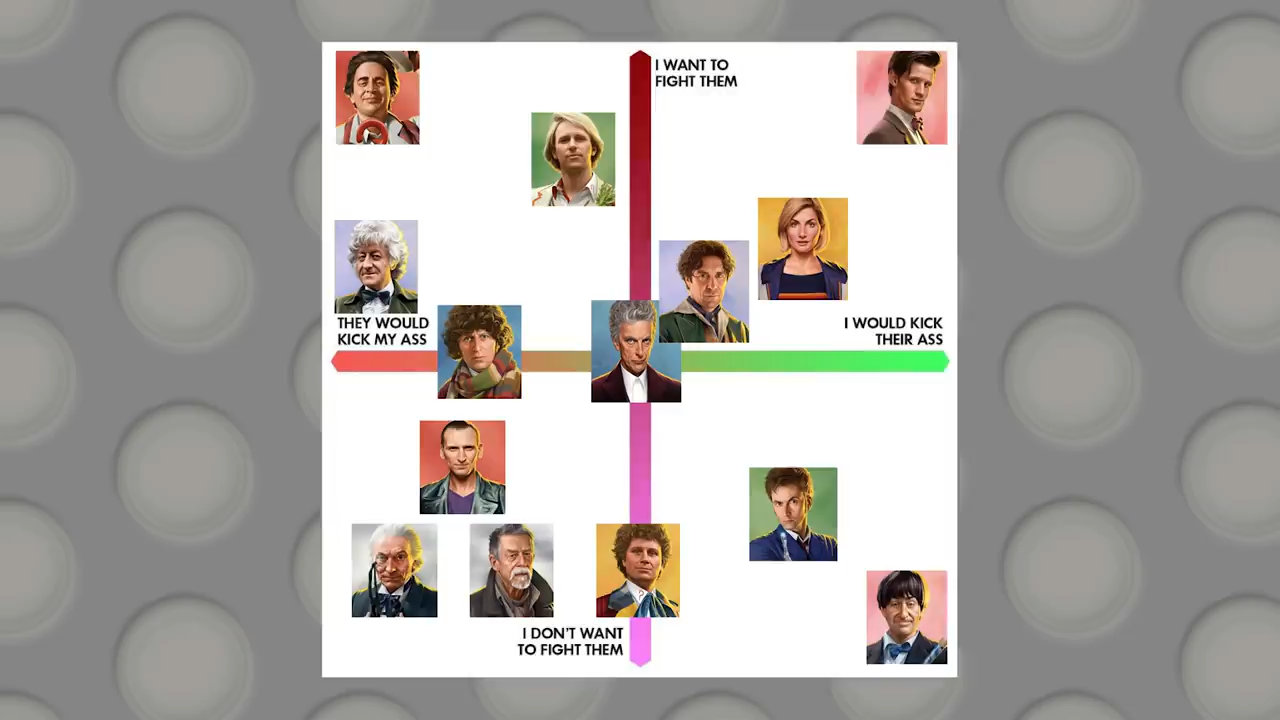 I WANT TO
FIGHT THEM
THEY WOULD
KICK MY ASS
I WOULD KICK
THEIR ASS
I DON'T WANT
TO FIGHT THEM